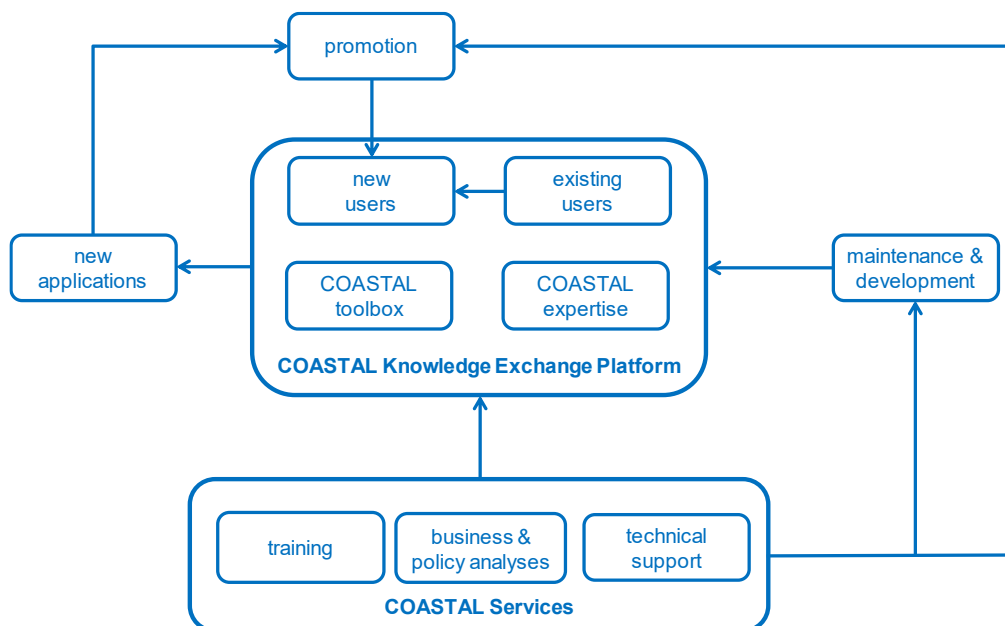 promotion
new
users
existing
users
new
applications
COASTAL
toolbox
COASTAL
expertise
maintenance &
development
COASTAL Knowledge Exchange Platform
training
business &
policy analyses
technical
support
COASTAL Services